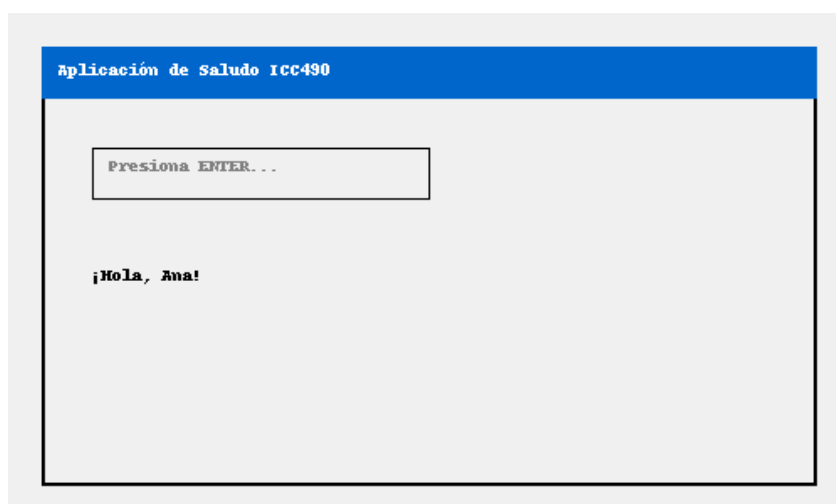 Aplicación de Saludo ICC490
Presiona ENTER...
¡Hola, Ana!